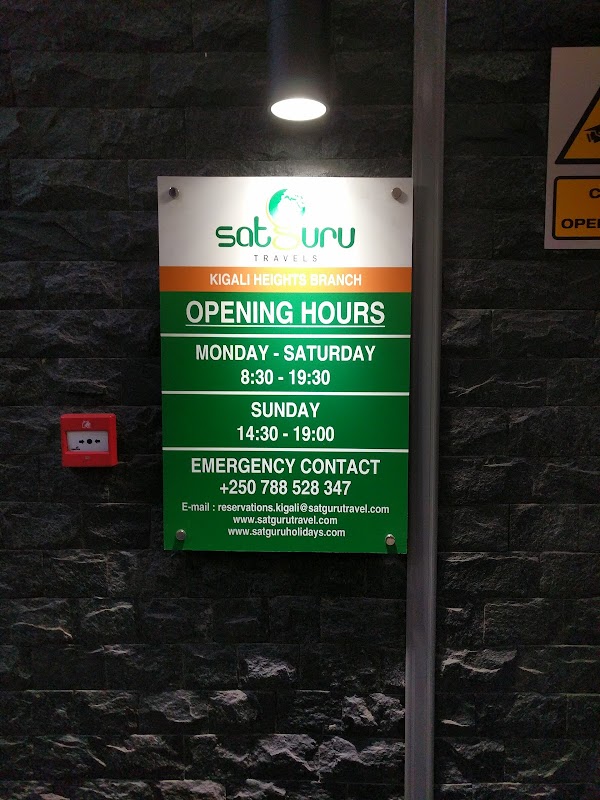 satguru
TRAVELS
KIGALI HEIGHTS BRANCH
OPENING HOURS
MONDAY - SATURDAY
8:30 - 19:30
SUNDAY
14:30 - 19:00
EMERGENCY CONTACT
+250 788 528 347
E-mail : reservations.kigali@satgurutravel.com
www.satgurutravel.com
www.satguruholidays.com